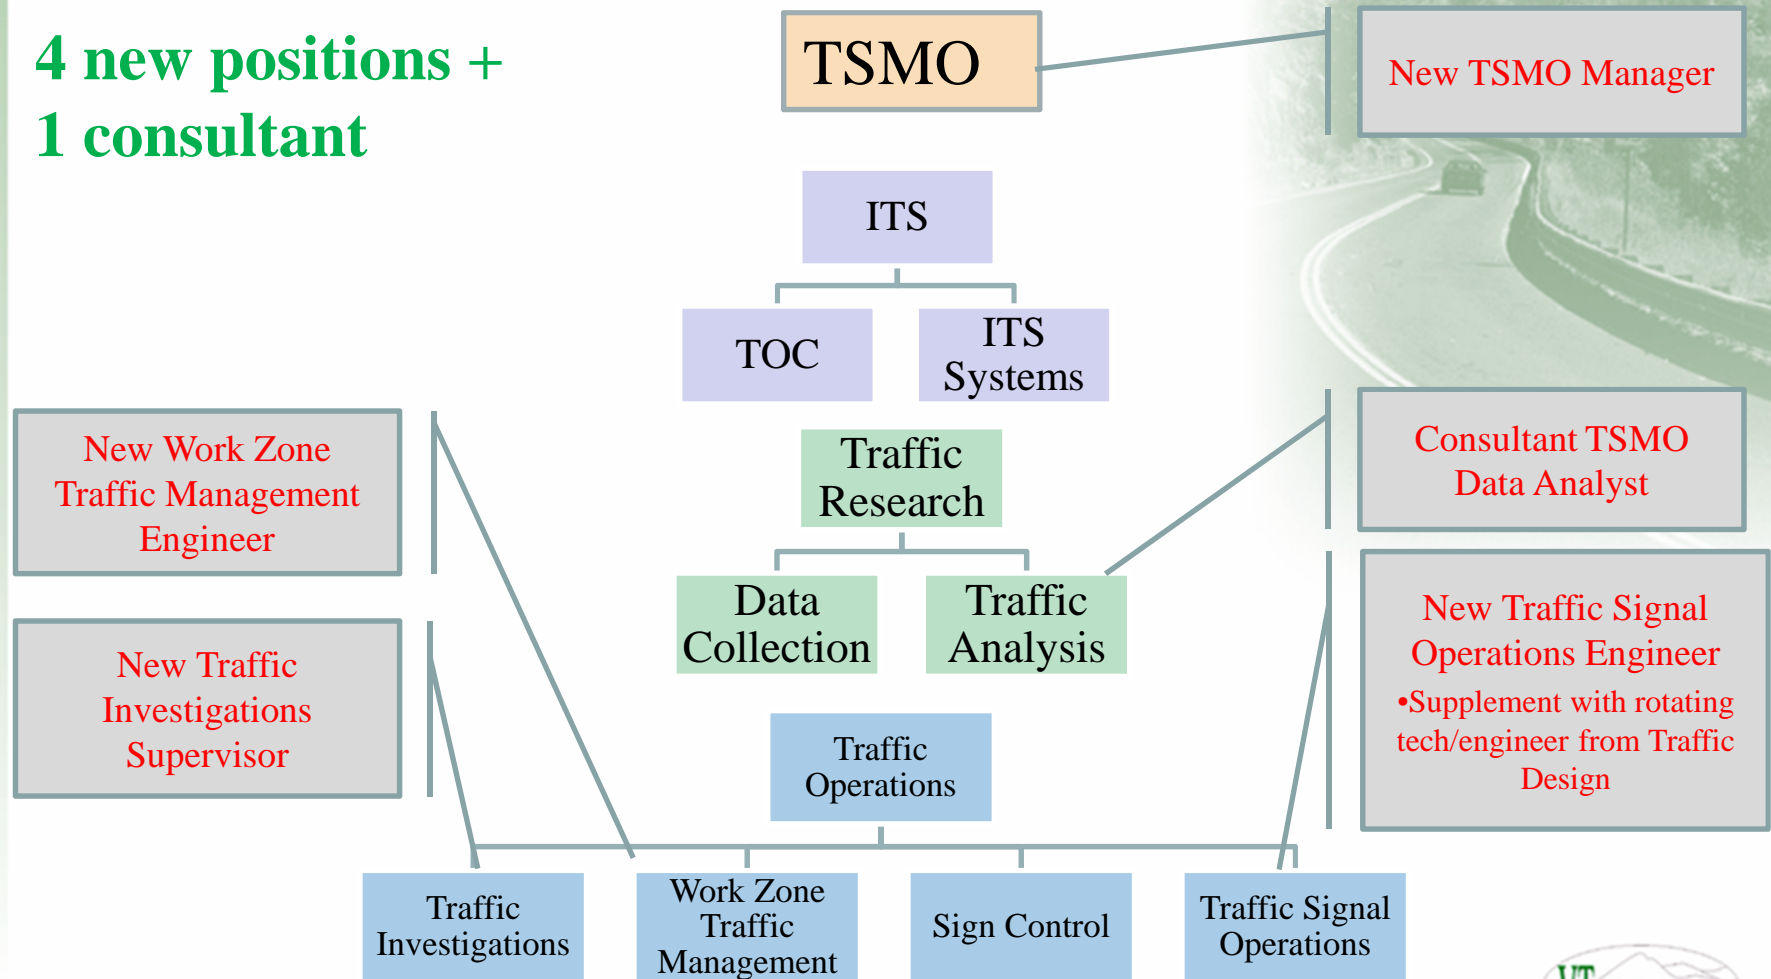 4 new positions +
1 consultant
TSMO
New TSMO Manager
ITS
TOC
ITS
Systems
New Work Zone
Traffic Management
Engineer
Traffic
Research
Consultant TSMO
Data Analyst
Data
Collection
Traffic
Analysis
New Traffic
Investigations
Supervisor
New Traffic Signal
Operations Engineer
•Supplement with rotating
tech/engineer from Traffic
Design
Traffic
Operations
Traffic
Investigations
Work Zone
Traffic
Management
Sign Control
Traffic Signal
Operations
VT